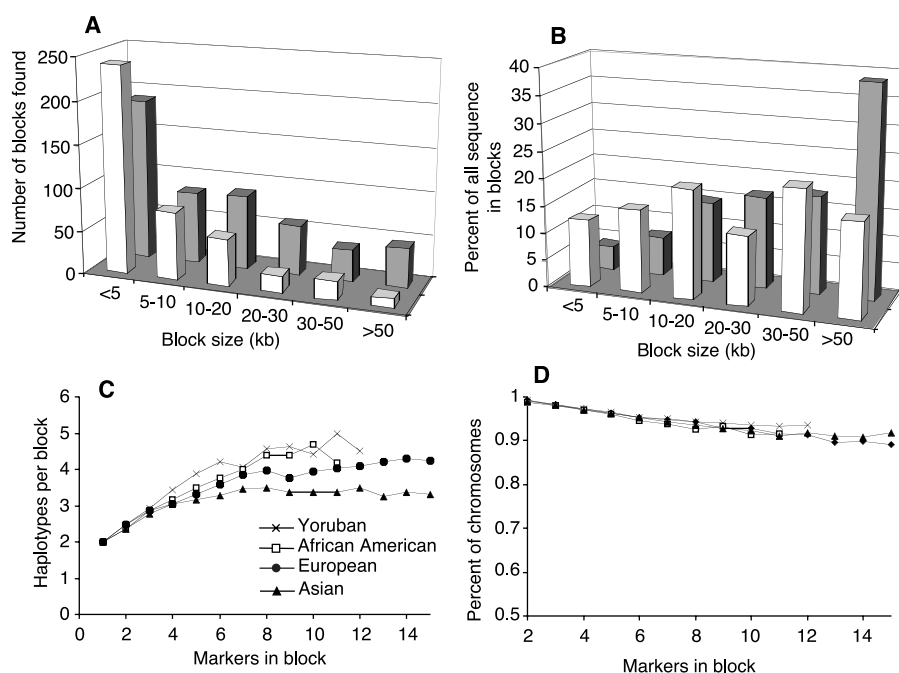 A
Number of blocks found
250
200
150
100
50
0
<5
5-10
10-20
20-30
30-50
>50
Block size (kb)
B
Percent of all sequence
in blocks
40
35
30
25
20
15
10
5
0
<5
5-10
10-20
20-30
30-50
>50
Block size (kb)
C
Haplotypes per block
6
5
4
3
2
1
0
Yoruban
African American
European
Asian
0 2 4 6 8 10 12 14
Markers in block
D
Percent of chromosomes
1
0.9
0.8
0.7
0.6
0.5
2 4 6 8 10 12 14
Markers in block